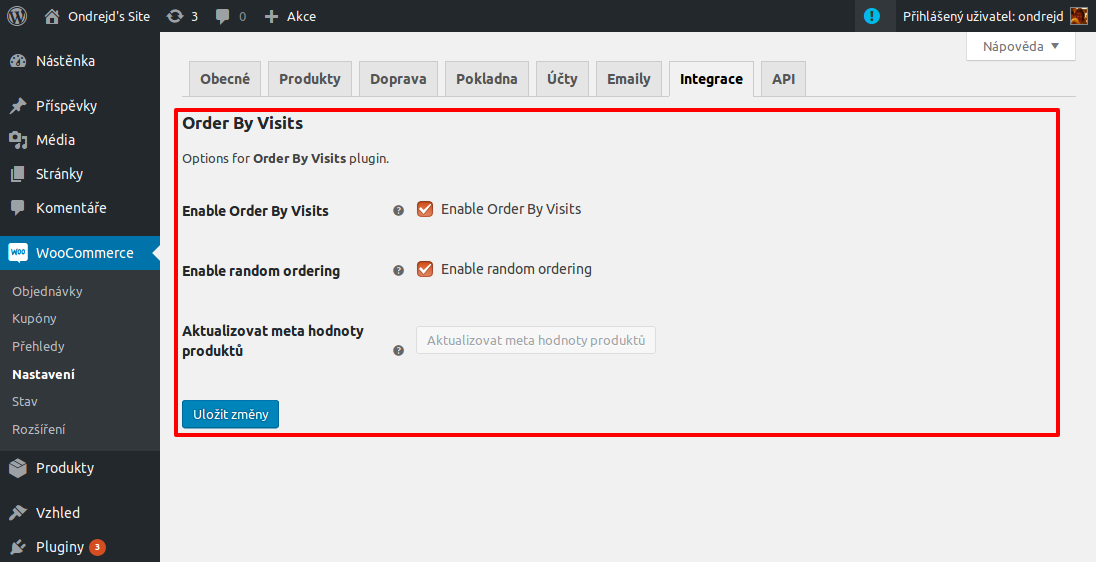 Ondrejd's Site 3 0 Akce Přihlášený uživatel: ondrejd
Nápověda
Nástěnka
Příspěvky
Média
Stránky
Komentáře
woo WooCommerce
Objednávky
Kupóny
Přehledy
Nastavení
Stav
Rozšíření
Produkty
Vzhled
Pluginy 3
Obecné Produkty Doprava Pokladna Účty Emaily Integrace API
Order By Visits
Options for Order By Visits plugin.
Enable Order By Visits ? Enable Order By Visits
Enable random ordering ? Enable random ordering
Aktualizovat meta hodnoty
produktů ? Aktualizovat meta hodnoty produktů
Uložit změny